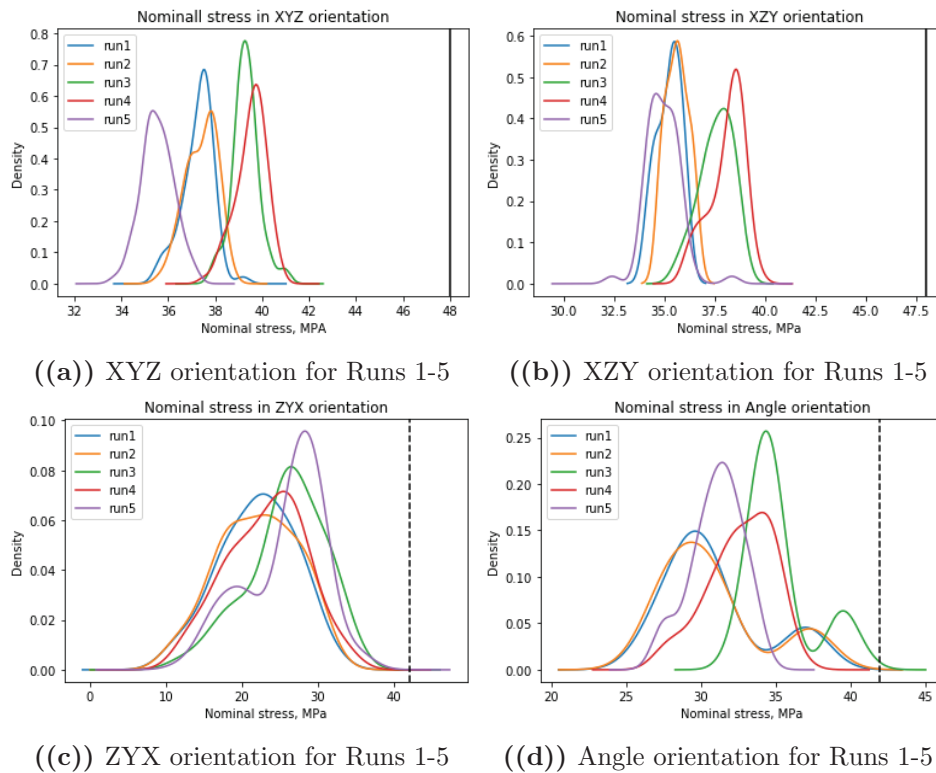 Nominall stress in XYZ orientation
0.8
0.7
0.6
0.5
0.4
0.3
0.2
0.1
0.0
Density
run1
run2
run3
run4
run5
32 34 36 38 40 42 44 46 48
Nominal stress, MPA
((a)) XYZ orientation for Runs 1-5
Nominal stress in XZY orientation
0.6
0.5
0.4
0.3
0.2
0.1
0.0
Density
run1
run2
run3
run4
run5
30.0 32.5 35.0 37.5 40.0 42.5 45.0 47.5
Nominal stress, MPa
((b)) XZY orientation for Runs 1-5
Nominal stress in ZYX orientation
0.10
0.08
0.06
0.04
0.02
0.00
Density
run1
run2
run3
run4
run5
0 10 20 30 40
Nominal stress, MPa
((c)) ZYX orientation for Runs 1-5
Nominal stress in Angle orientation
0.25
0.20
0.15
0.10
0.05
0.00
Density
run1
run2
run3
run4
run5
20 25 30 35 40 45
Nominal stress, MPa
((d)) Angle orientation for Runs 1-5